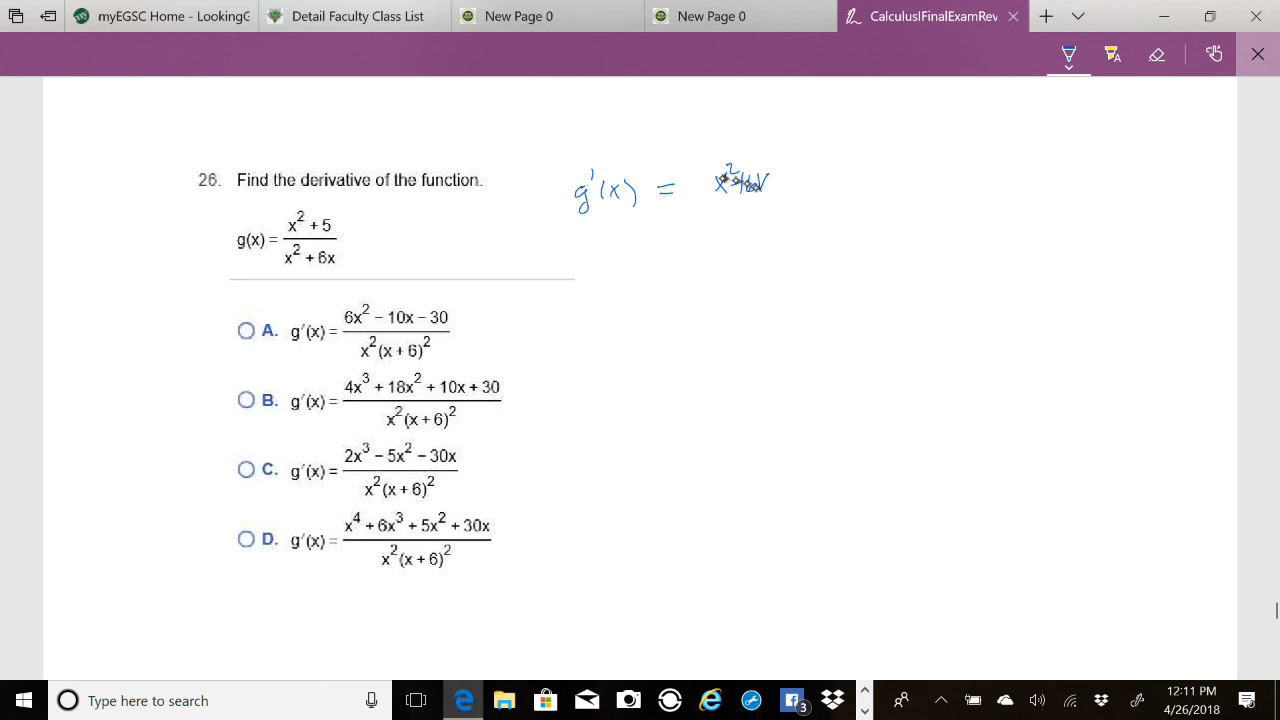 myEGSC Home - LookingG
Detail Faculty Class List
New Page 0
New Page 0
CalculusIFinalExamRev
26. Find the derivative of the function.
g'(x) =
g(x) = (x² + 5)/(x² + 6x)
A. g′(x) = (6x² − 10x − 30)/(x²(x + 6)²)
B. g′(x) = (4x³ + 18x² + 10x + 30)/(x²(x + 6)²)
C. g′(x) = (2x³ − 5x² − 30x)/(x²(x + 6)²)
D. g′(x) = (x⁴ + 6x³ + 5x² + 30x)/(x²(x + 6)²)
Type here to search
3
12:11 PM
4/26/2018